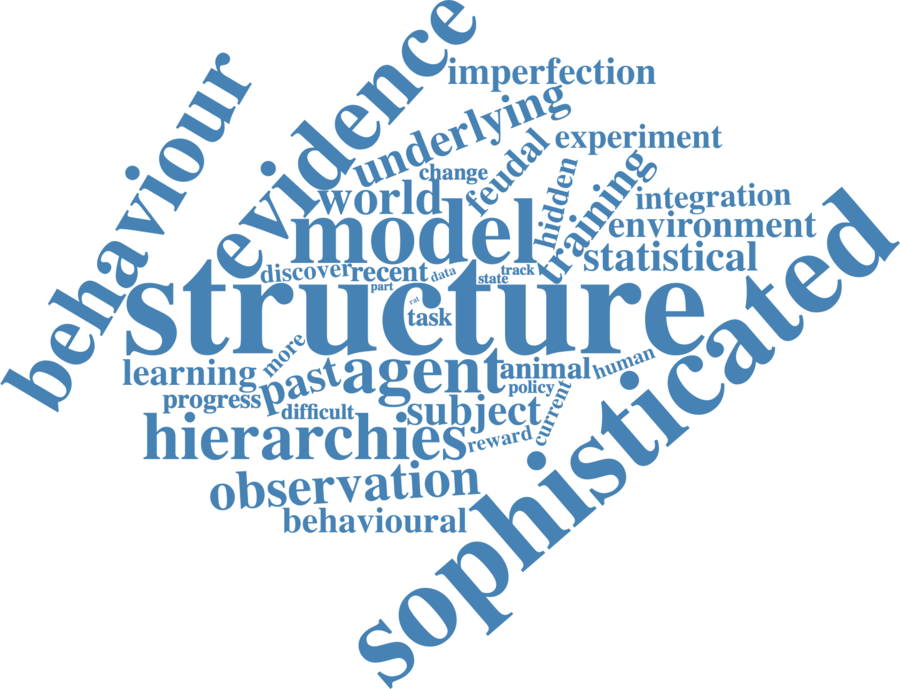 behaviour
evidence
imperfection
underlying
experiment
change
feudal
hidden
training
world
integration
model
environment
statistical
discover
recent
data
part
state
track
rat
structure
task
sophisticated
learning
more
past
agent
animal
human
progress
difficult
policy
current
subject
hierarchies
reward
observation
behavioural